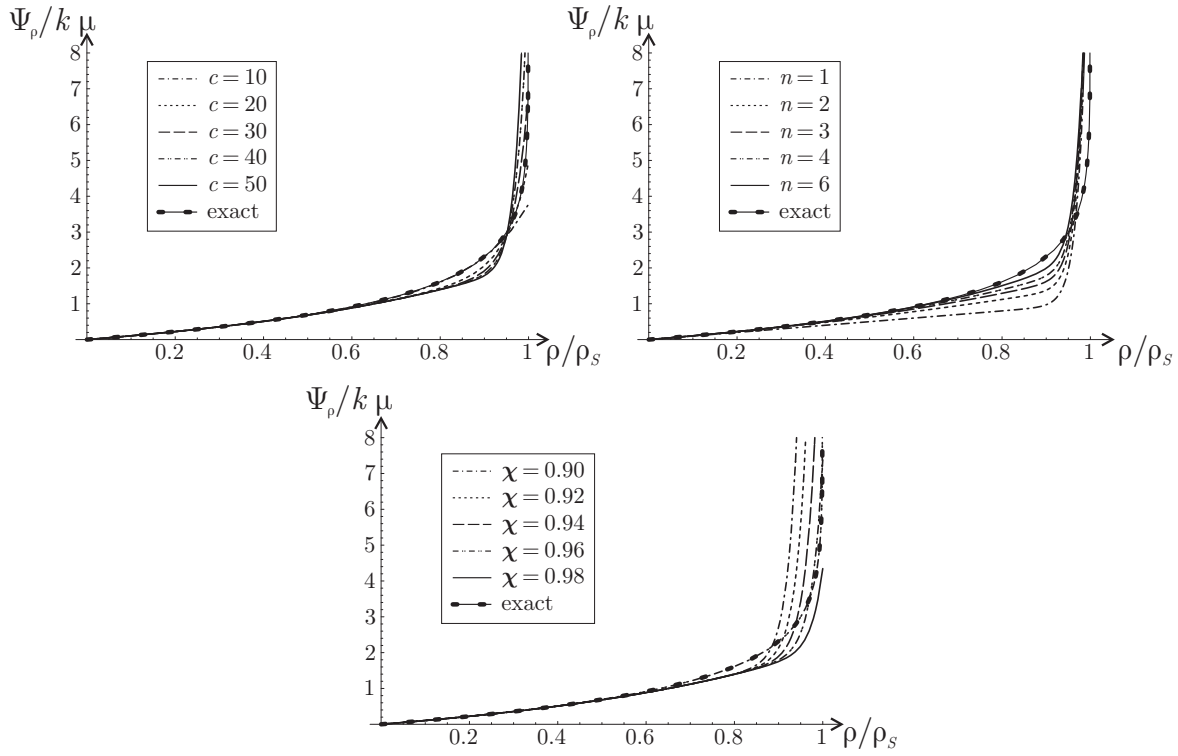 Ψρ/k μ
8
7
6
5
4
3
2
1
c = 10
c = 20
c = 30
c = 40
c = 50
exact
0.2 0.4 0.6 0.8 1 ρ/ρS
Ψρ/k μ
8
7
6
5
4
3
2
1
n = 1
n = 2
n = 3
n = 4
n = 6
exact
0.2 0.4 0.6 0.8 1 ρ/ρS
Ψρ/k μ
8
7
6
5
4
3
2
1
χ = 0.90
χ = 0.92
χ = 0.94
χ = 0.96
χ = 0.98
exact
0.2 0.4 0.6 0.8 1 ρ/ρS